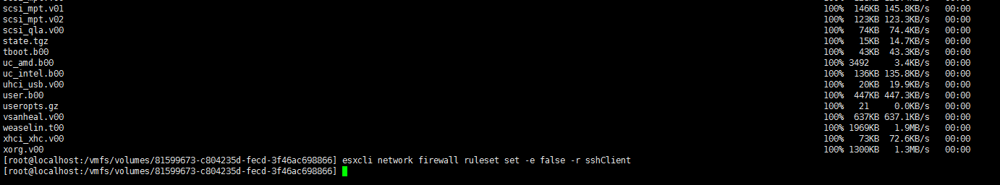 scsi_mpt.v01 100% 146KB 145.8KB/s 00:00
scsi_mpt.v02 100% 123KB 123.3KB/s 00:00
scsi_qla.v00 100% 74KB 74.4KB/s 00:00
state.tgz 100% 15KB 14.7KB/s 00:00
tboot.b00 100% 43KB 43.3KB/s 00:00
uc_amd.b00 100% 3492 3.4KB/s 00:00
uc_intel.b00 100% 136KB 135.8KB/s 00:00
uhci_usb.v00 100% 20KB 19.9KB/s 00:00
user.b00 100% 447KB 447.3KB/s 00:00
useropts.gz 100% 21 0.0KB/s 00:00
vsanheal.v00 100% 637KB 637.1KB/s 00:00
weaselin.t00 100% 1969KB 1.9MB/s 00:00
xhci_xhc.v00 100% 73KB 72.6KB/s 00:00
xorg.v00 100% 1300KB 1.3MB/s 00:00
[root@localhost:/vmfs/volumes/81599673-c804235d-fecd-3f46ac698866] esxcli network firewall ruleset set -e false -r sshClient
[root@localhost:/vmfs/volumes/81599673-c804235d-fecd-3f46ac698866]